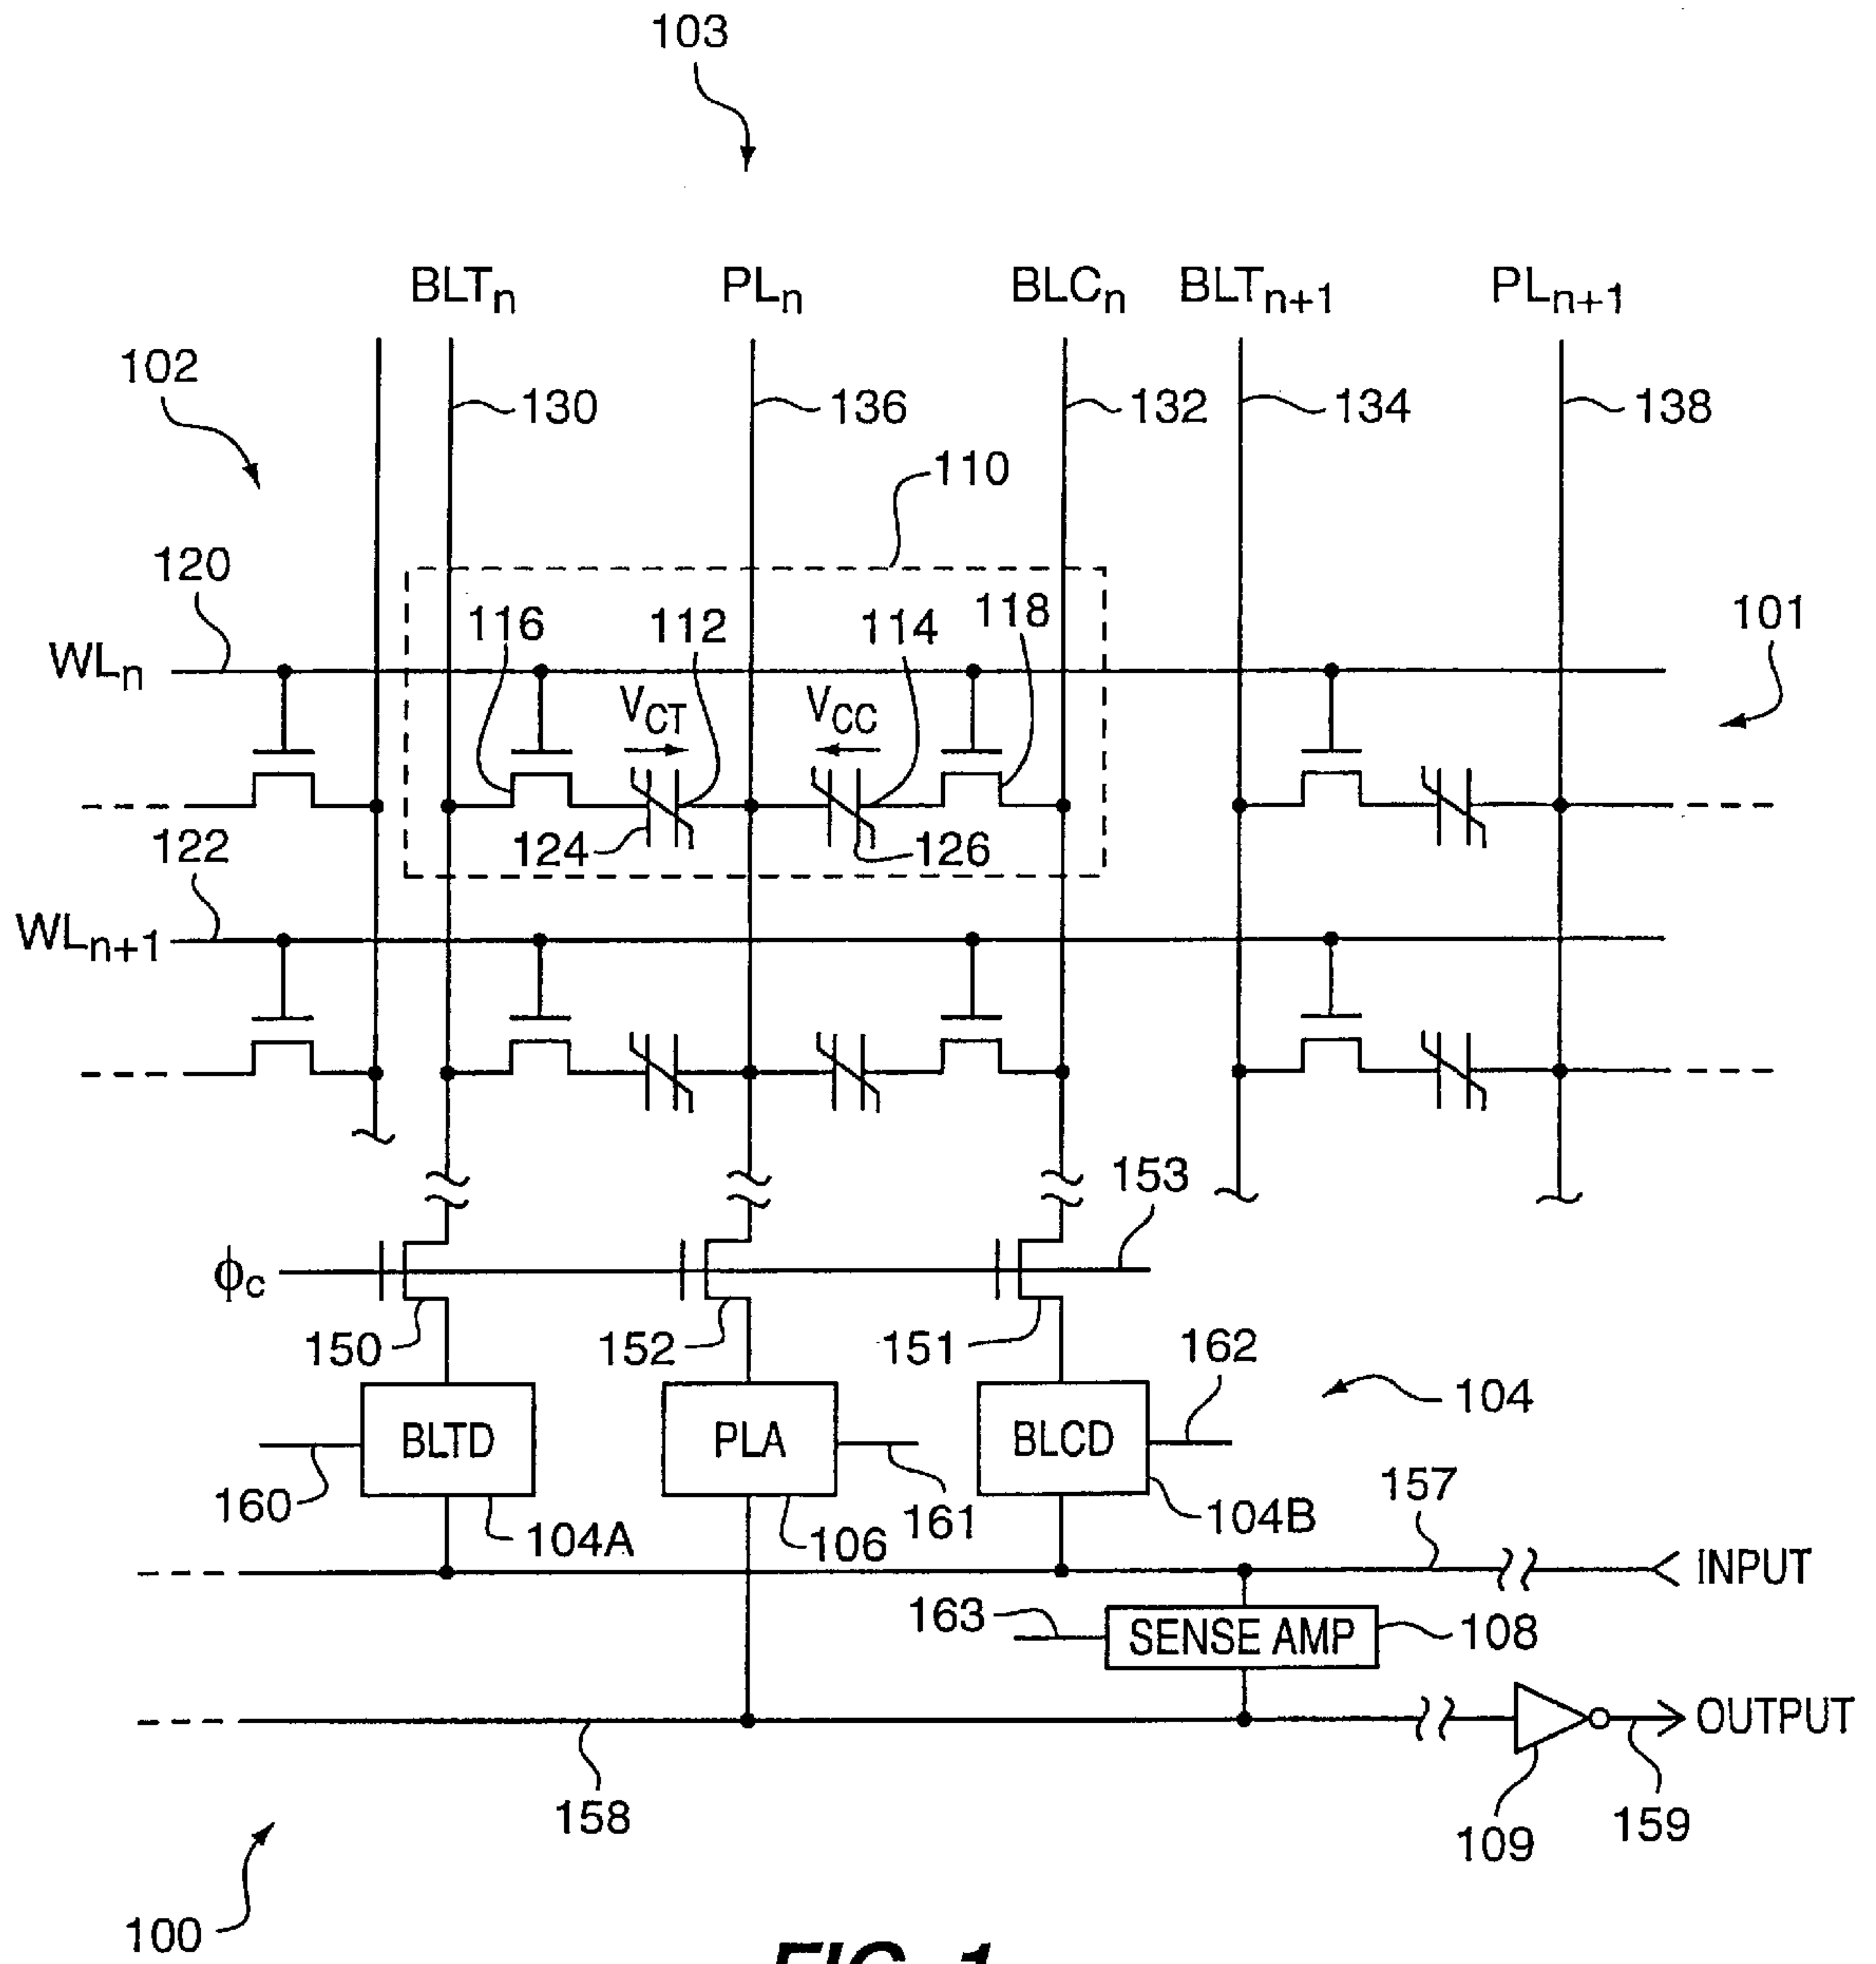 103
BLTn PLn BLCn BLTn+1 PLn+1
102
130 136 132 134 138
110
120
116 112 114 118
101
WLn
VCT VCC
124 126
122
WLn+1
153
ϕc
150 152 151
162
104
BLTD PLA BLCD
160 161 157
104A 106 104B
INPUT
163 SENSE AMP 108
OUTPUT
158 109 159
100
FIG. 1